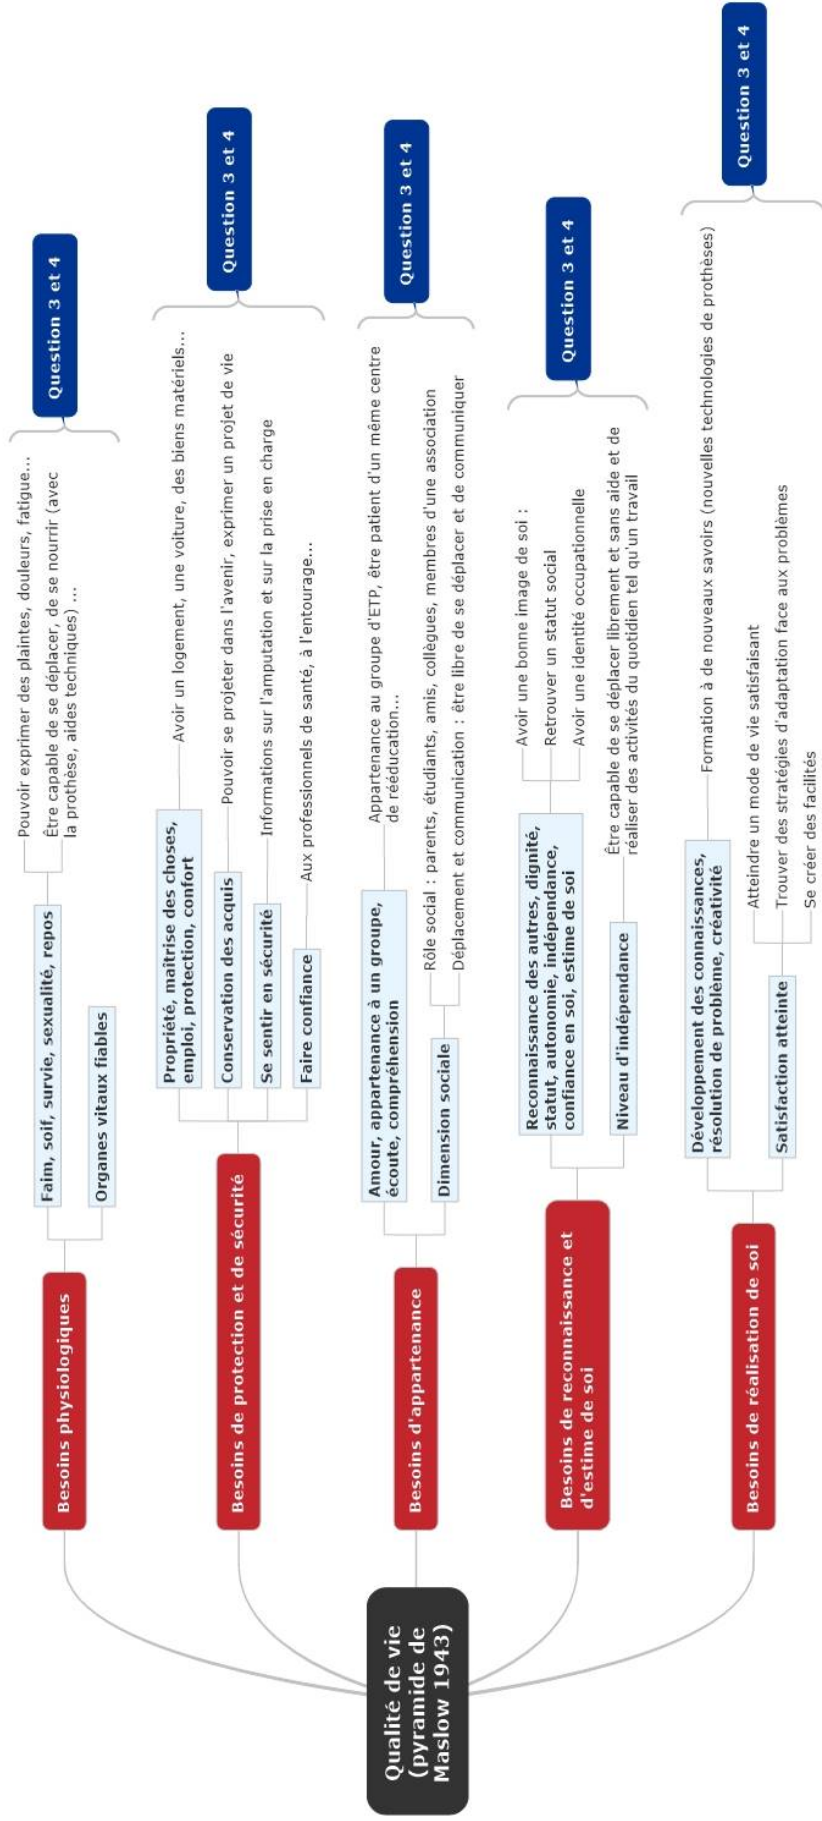 Qualité de vie
(pyramide de
Maslow 1943)
Besoins physiologiques
Faim, soif, survie, sexualité, repos
Pouvoir exprimer des plaintes, douleurs, fatigue...
Être capable de se déplacer, de se nourrir (avec
la prothèse, aides techniques) ...
Organes vitaux fiables
Question 3 et 4
Besoins de protection et de sécurité
Propriété, maitrise des choses,
emploi, protection, confort
Avoir un logement, une voiture, des biens matériels...
Conservation des acquis
Pouvoir se projeter dans l'avenir, exprimer un projet de vie
Se sentir en sécurité
Informations sur l'amputation et sur la prise en charge
Faire confiance
Aux professionnels de santé, à l'entourage...
Question 3 et 4
Besoins d'appartenance
Amour, appartenance à un groupe,
écoute, compréhension
Appartenance au groupe d'ETP, être patient d'un même centre
de rééducation...
Dimension sociale
Rôle social : parents, étudiants, amis, collègues, membres d'une association
Déplacement et communication : être libre de se déplacer et de communiquer
Question 3 et 4
Besoins de reconnaissance et
d'estime de soi
Reconnaissance des autres, dignité,
statut, autonomie, indépendance,
confiance en soi, estime de soi
Avoir une bonne image de soi :
Retrouver un statut social
Avoir une identité occupationnelle
Niveau d'indépendance
Être capable de se déplacer librement et sans aide et de
réaliser des activités du quotidien tel qu'un travail
Question 3 et 4
Besoins de réalisation de soi
Développement des connaissances,
résolution de problème, créativité
Formation à de nouveaux savoirs (nouvelles technologies de prothèses)
Satisfaction atteinte
Atteindre un mode de vie satisfaisant
Trouver des stratégies d'adaptation face aux problèmes
Se créer des facilités
Question 3 et 4